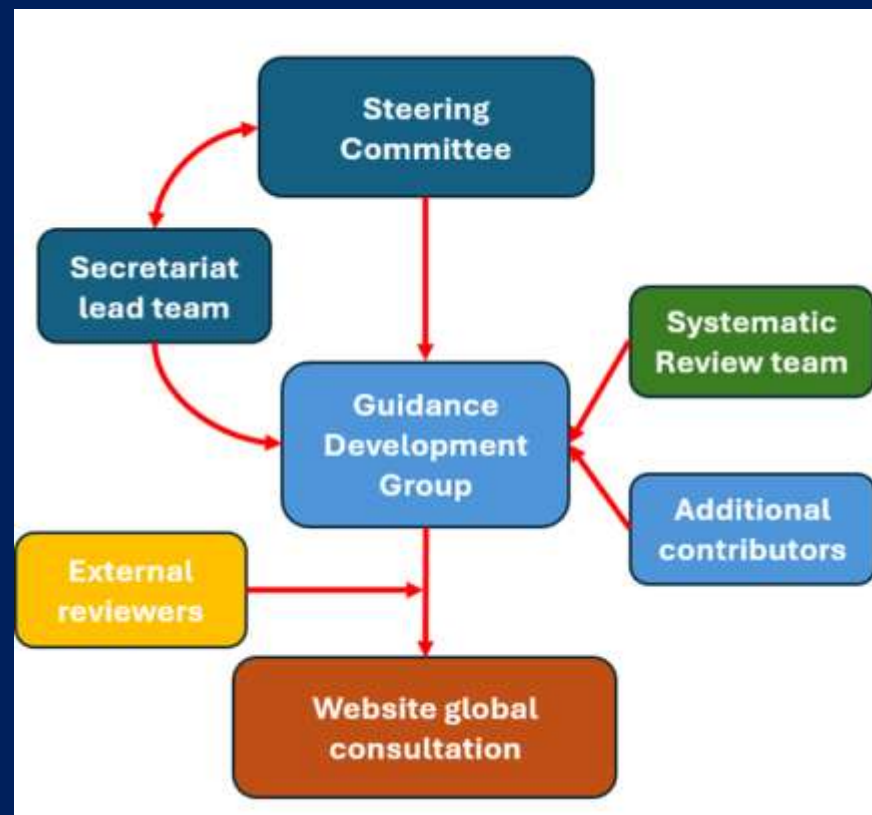 Steering
Committee
Secretariat
lead team
Systematic
Review team
Guidance
Development
Group
Additional
contributors
External
reviewers
Website global
consultation